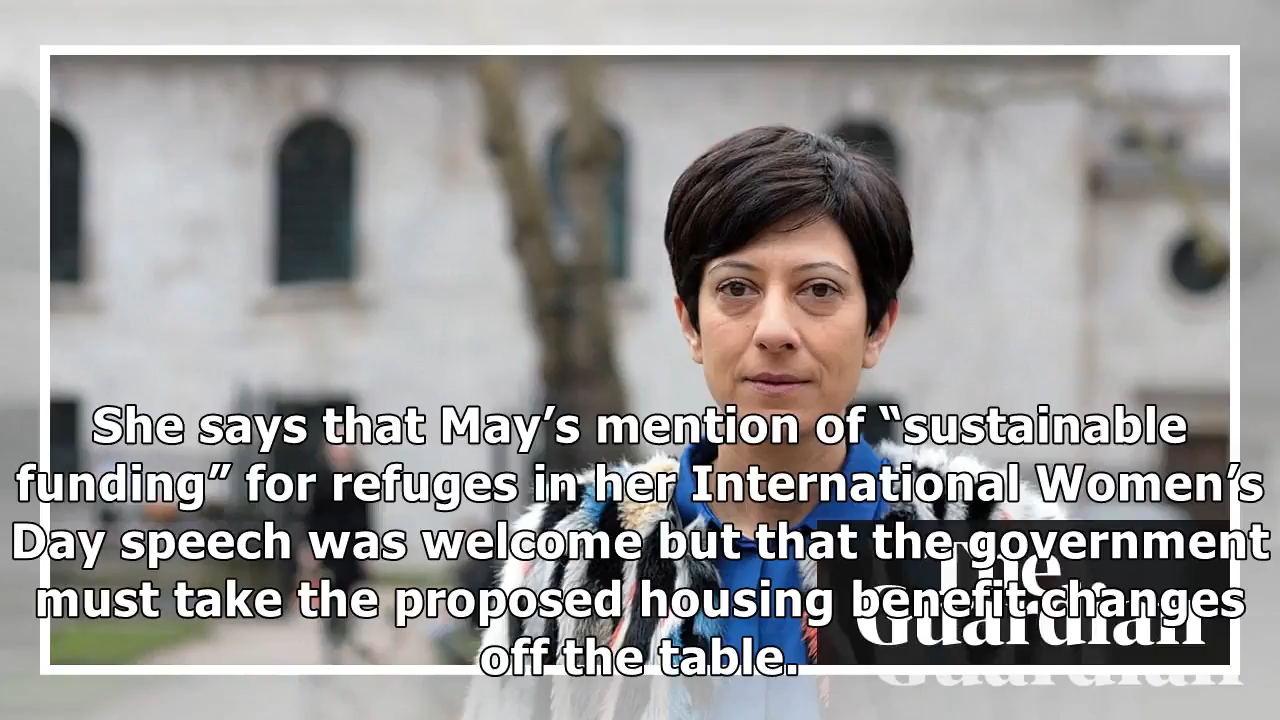 She says that May’s mention of “sustainable
funding” for refuges in her International Women’s
Day speech was welcome but that the government
must take the proposed housing benefit changes
off the table.
The
Guardian
Guardian